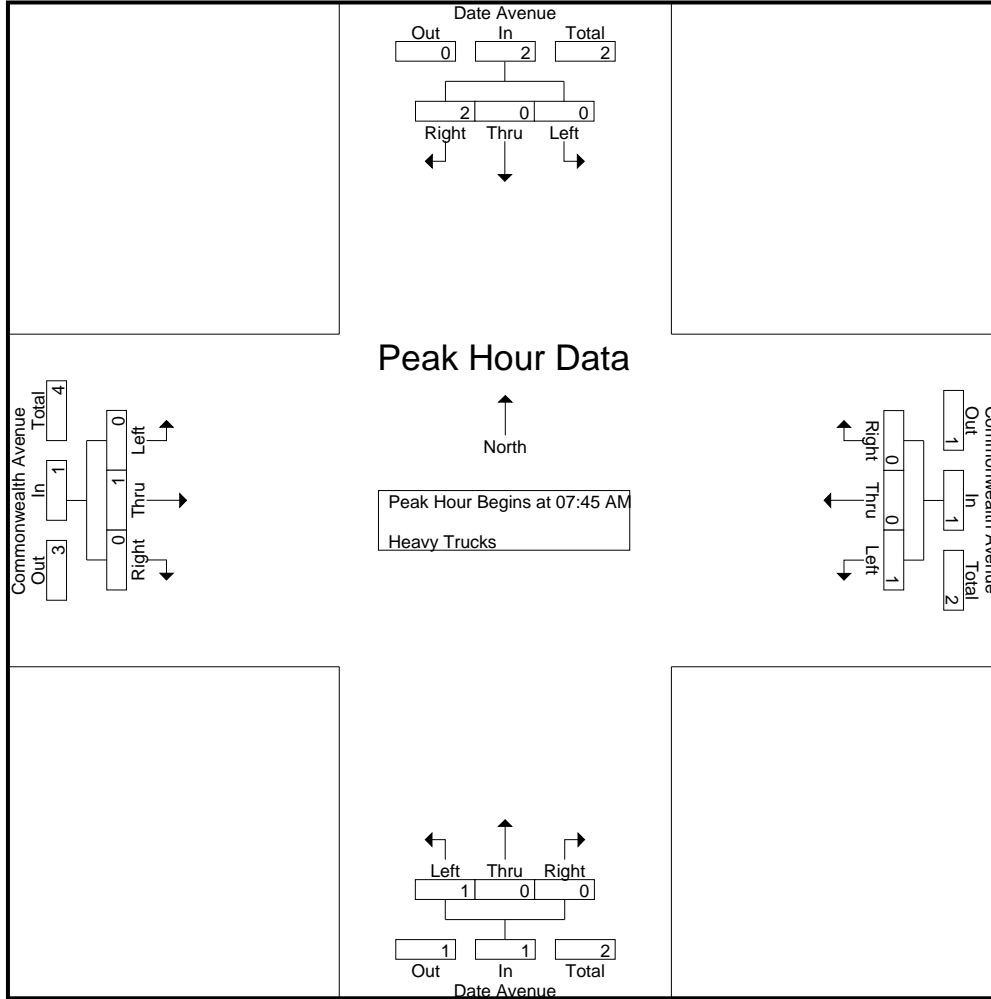 Date Avenue
Out In Total
0 2 2
2 0 0
Right Thru Left
Peak Hour Data
North
Peak Hour Begins at 07:45 AM
Heavy Trucks
Commonwealth Avenue
Out In Total
3 1 4
0 1 0
Right Thru Left
Commonwealth Avenue
Out In Total
1 1 2
Right Thru Left
0 0 1
Left Thru Right
1 0 0
1 1 2
Out In Total
Date Avenue